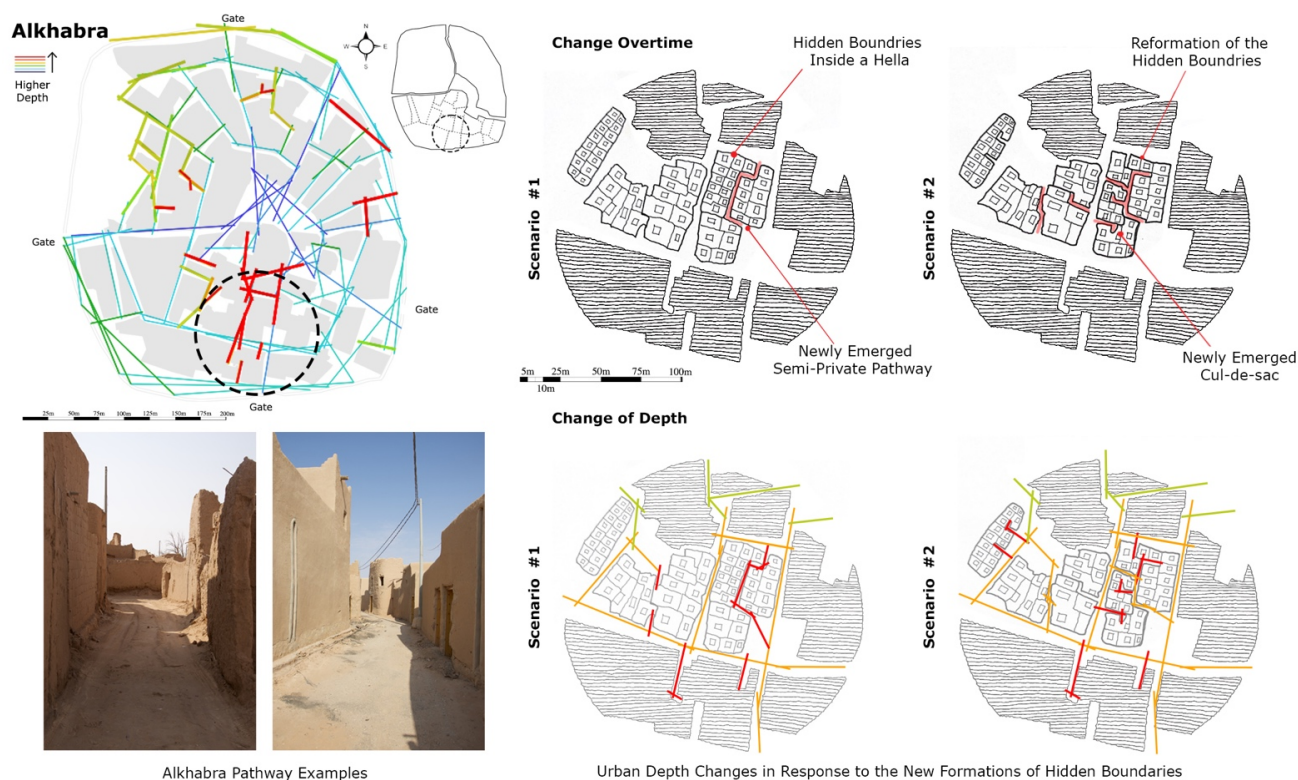 Alkhabra
Higher
Depth
Gate
N
W
E
S
Gate
Gate
Gate
25m 50m 75m 100m 125m 150m 175m 200m
Alkhabra Pathway Examples
Change Overtime
Hidden Boundries
Inside a Hella
Scenario #1
Newly Emerged
Semi-Private Pathway
5m 25m 50m 75m 100m
10m
Reformation of the
Hidden Boundries
Scenario #2
Newly Emerged
Cul-de-sac
Change of Depth
Scenario #1
Scenario #2
Urban Depth Changes in Response to the New Formations of Hidden Boundaries